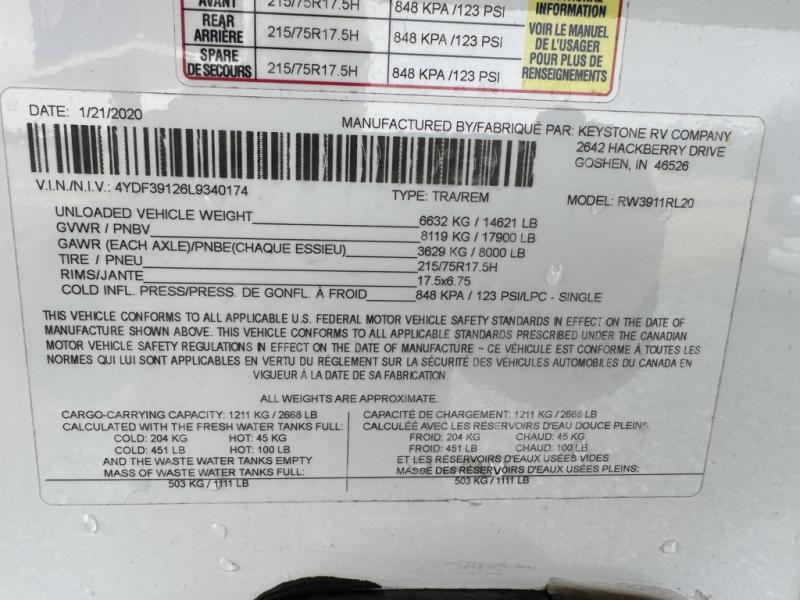 AVANT 215/75R17.5H 848 KPA /123 PSI
REAR
ARRIÈRE 215/75R17.5H 848 KPA /123 PSI
SPARE
DE SECOURS 215/75R17.5H 848 KPA /123 PSI
INFORMATION
VOIR LE MANUEL
DE L'USAGER
POUR PLUS DE
RENSEIGNEMENTS
DATE: 1/21/2020
MANUFACTURED BY/FABRIQUÉ PAR: KEYSTONE RV COMPANY
2642 HACKBERRY DRIVE
GOSHEN, IN 46526
V.I.N./N.I.V.: 4YDF39126L9340174
TYPE: TRA/REM
MODEL: RW3911RL20
UNLOADED VEHICLE WEIGHT 6632 KG / 14621 LB
GVWR / PNBV 8119 KG / 17900 LB
GAWR (EACH AXLE)/PNBE(CHAQUE ESSIEU) 3629 KG / 8000 LB
TIRE / PNEU 215/75R17.5H
RIMS/JANTE 17.5x6.75
COLD INFL. PRESS/PRESS. DE GONFL. À FROID 848 KPA / 123 PSI/LPC - SINGLE
THIS VEHICLE CONFORMS TO ALL APPLICABLE U.S. FEDERAL MOTOR VEHICLE SAFETY STANDARDS IN EFFECT ON THE DATE OF
MANUFACTURE SHOWN ABOVE. THIS VEHICLE CONFORMS TO ALL APPLICABLE STANDARDS PRESCRIBED UNDER THE CANADIAN
MOTOR VEHICLE SAFETY REGULATIONS IN EFFECT ON THE DATE OF MANUFACTURE ~ CE VÉHICULE EST CONFORME À TOUTES LES
NORMES QUI LUI SONT APPLICABLES EN VERTU DU RÉGLEMENT SUR LA SÉCURITÉ DES VÉHICULES AUTOMOBILES DU CANADA EN
VIGUEUR À LA DATE DE SA FABRICATION.
ALL WEIGHTS ARE APPROXIMATE.
CARGO-CARRYING CAPACITY: 1211 KG / 2668 LB
CALCULATED WITH THE FRESH WATER TANKS FULL:
COLD: 204 KG HOT: 45 KG
COLD: 451 LB HOT: 100 LB
AND THE WASTE WATER TANKS EMPTY
MASS OF WASTE WATER TANKS FULL:
503 KG / 1111 LB
CAPACITÉ DE CHARGEMENT: 1211 KG / 2668 LB
CALCULÉE AVEC LES RÉSERVOIRS D'EAU DOUCE PLEINS
FROID: 204 KG CHAUD: 45 KG
FROID: 451 LB CHAUD: 100 LB
ET LES RÉSERVOIRS D'EAUX USÉES VIDES
MASSE DES RÉSERVOIRS D'EAUX USÉES PLEINS:
503 KG / 1111 LB